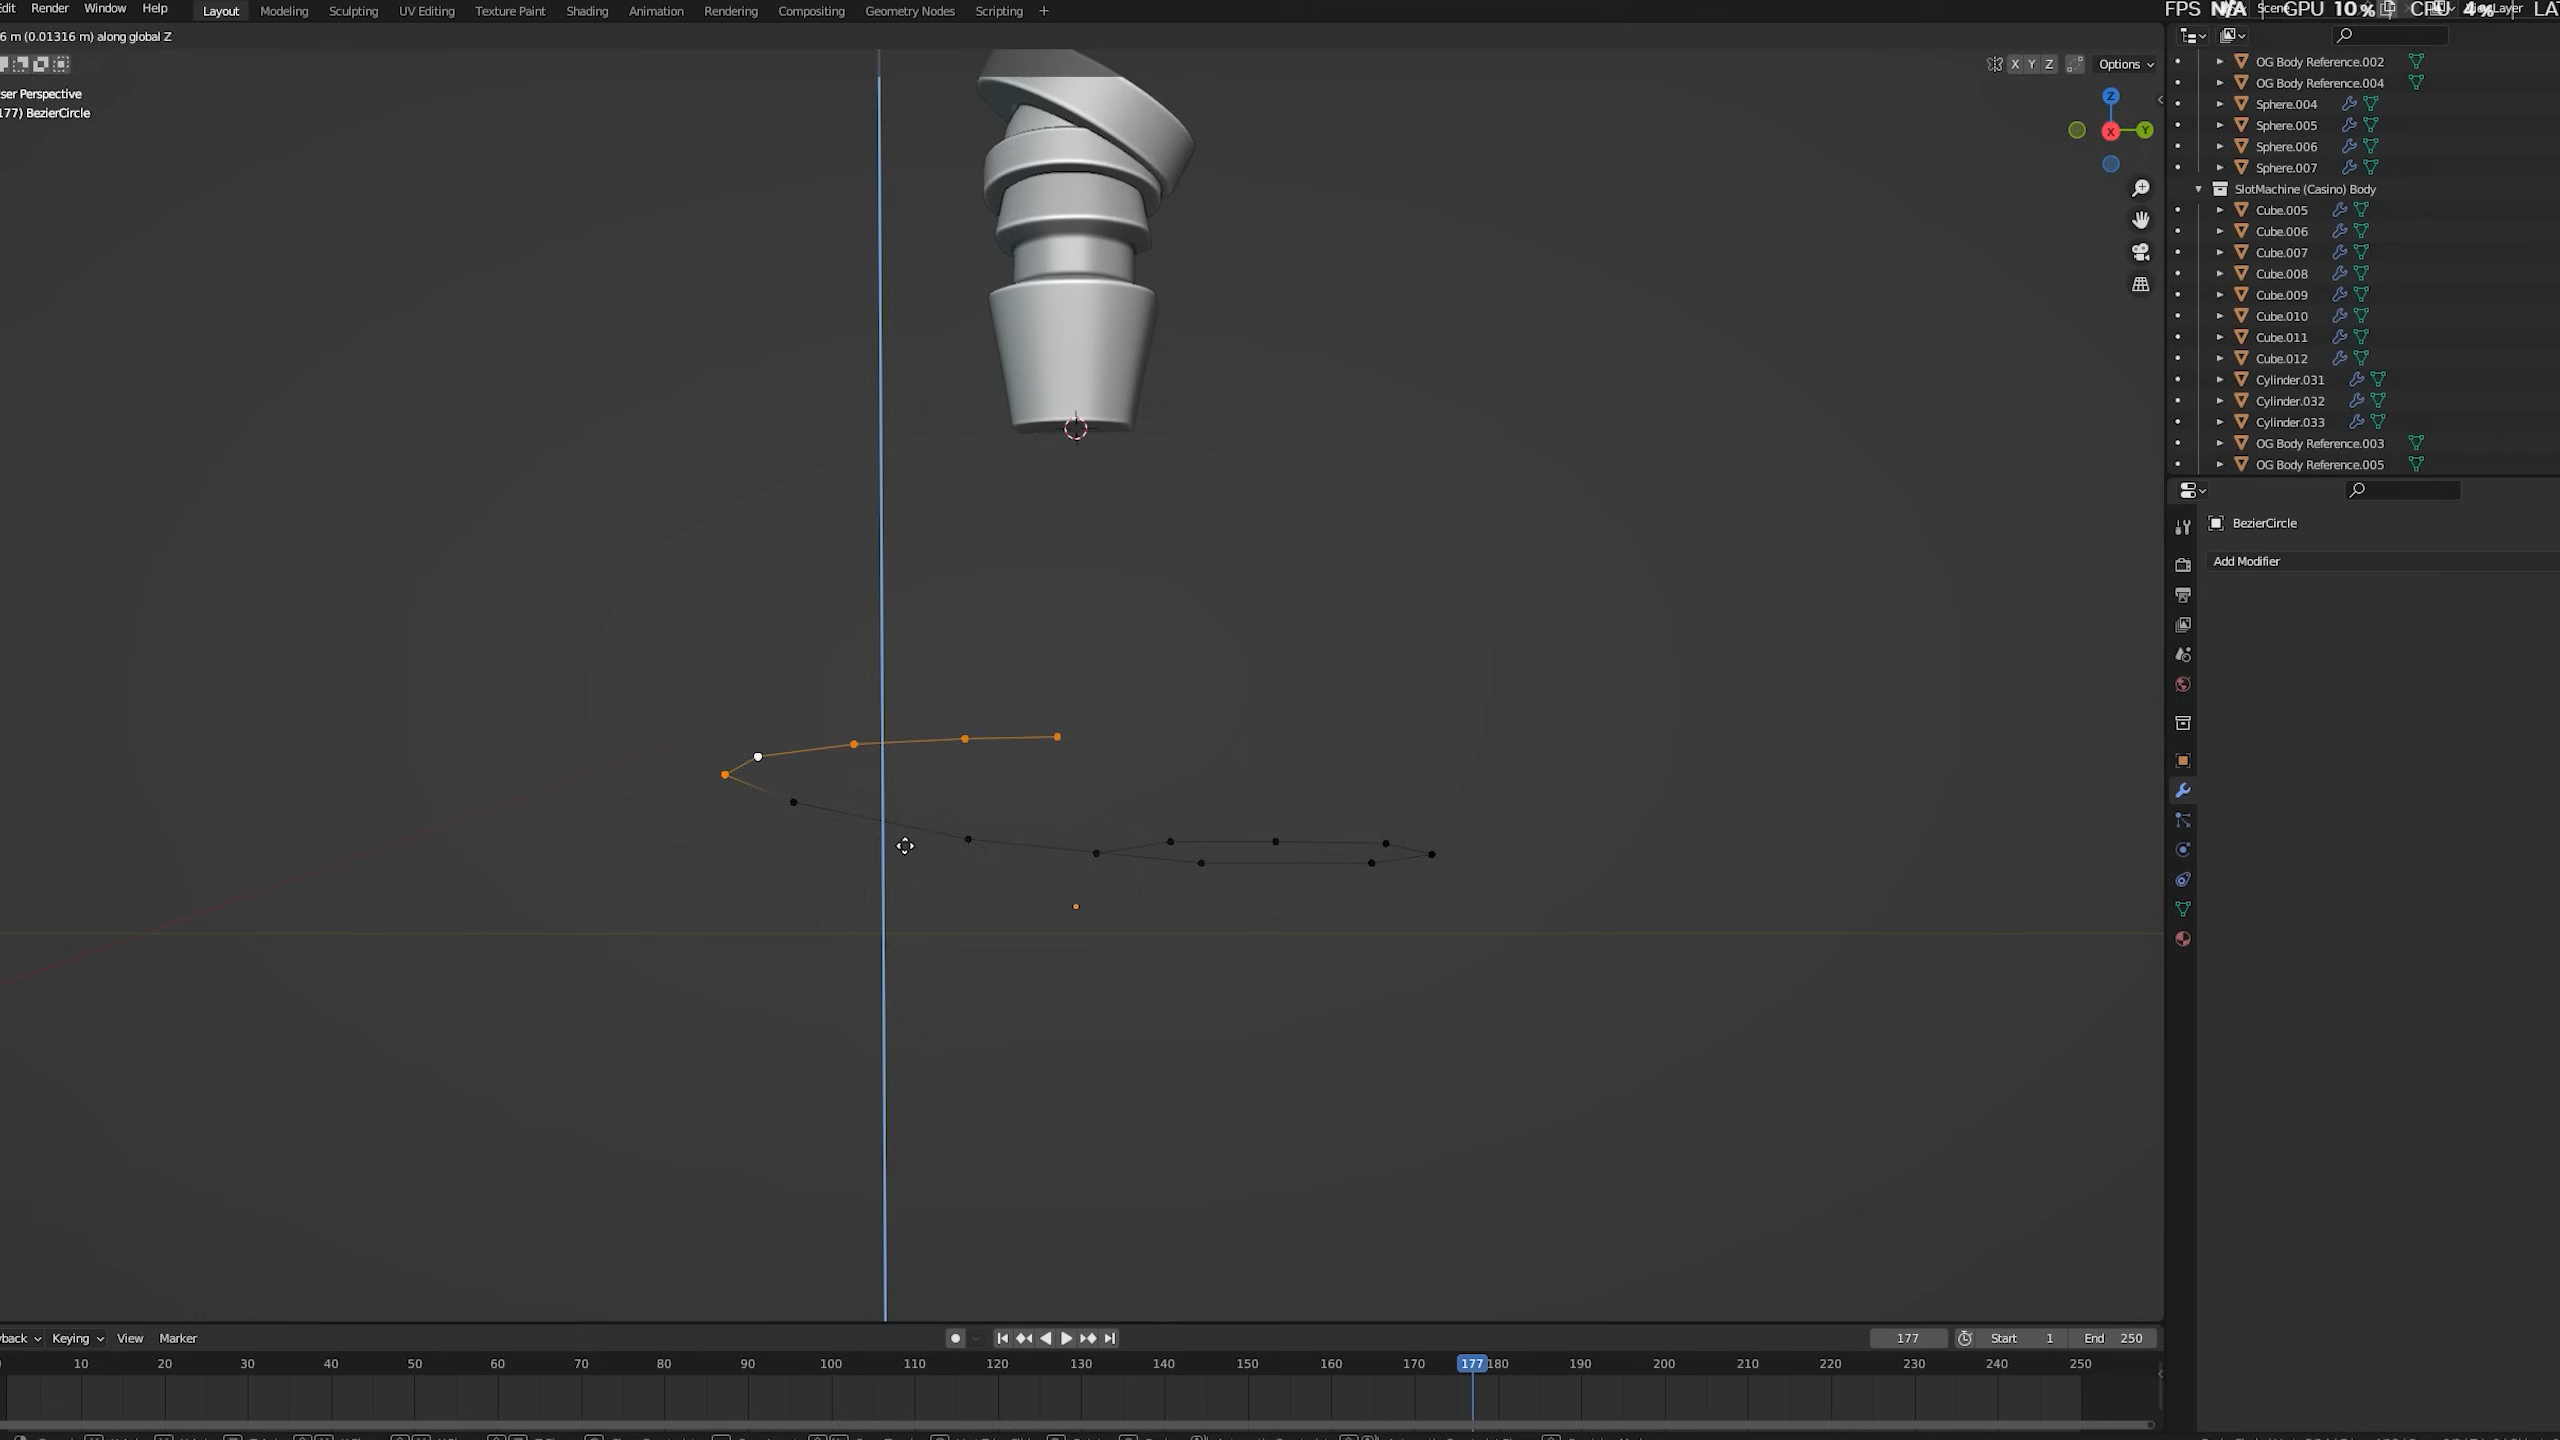 Edit Render Window Help Layout Modeling Sculpting UV Editing Texture Paint Shading Animation Rendering Compositing Geometry Nodes Scripting +
FPS N/A GPU 10% CPU 4% LAT
6 m (0.01316 m) along global Z
X Y Z Options
ser Perspective
177) BezierCircle
Z
X
Y
OG Body Reference.002
OG Body Reference.004
Sphere.004
Sphere.005
Sphere.006
Sphere.007
SlotMachine (Casino) Body
Cube.005
Cube.006
Cube.007
Cube.008
Cube.009
Cube.010
Cube.011
Cube.012
Cylinder.031
Cylinder.032
Cylinder.033
OG Body Reference.003
OG Body Reference.005
BezierCircle
Add Modifier
yback Keying View Marker
177 Start 1 End 250
10 20 30 40 50 60 70 80 90 100 110 120 130 140 150 160 170 177 180 190 200 210 220 230 240 250